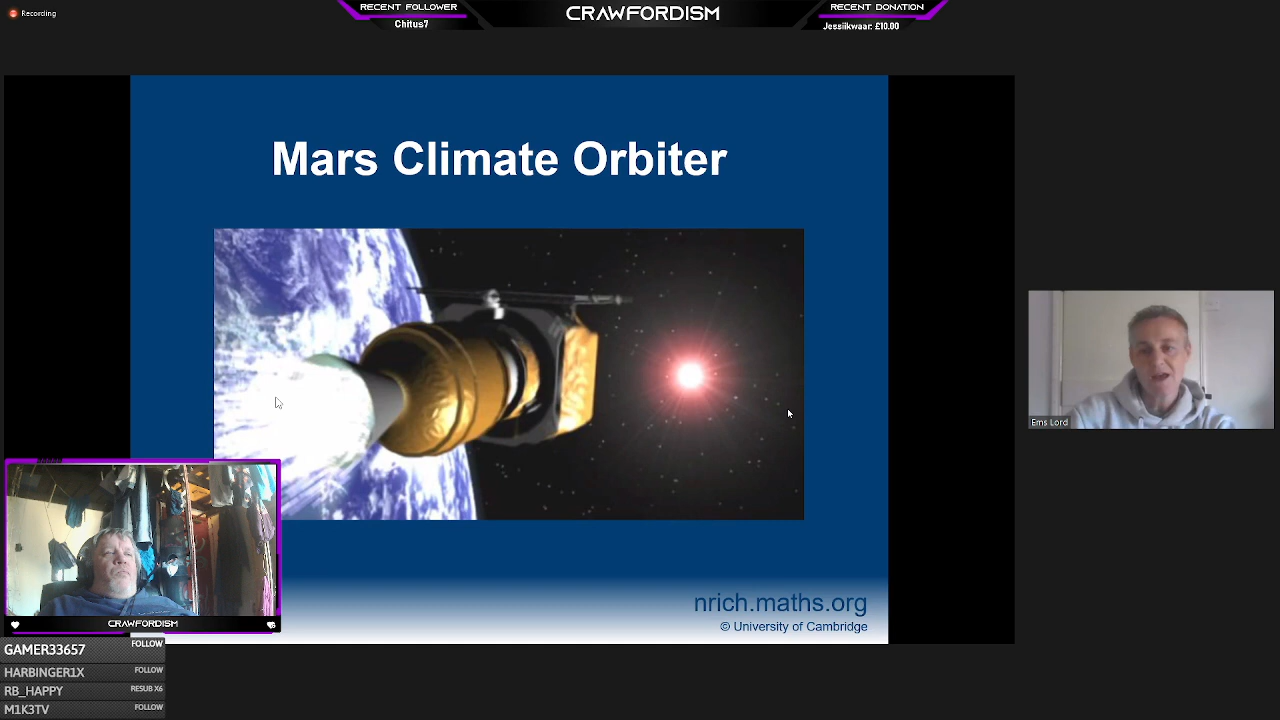 Recording
RECENT FOLLOWER
Chitus7
CRAWFORDISM
RECENT DONATION
Jessiikwaar: £10.00
Mars Climate Orbiter
Ems Lord
nrich.maths.org
© University of Cambridge
CRAWFORDISM
GAMER33657 FOLLOW
HARBINGER1X FOLLOW
RB_HAPPY RESUB X6
M1K3TV FOLLOW